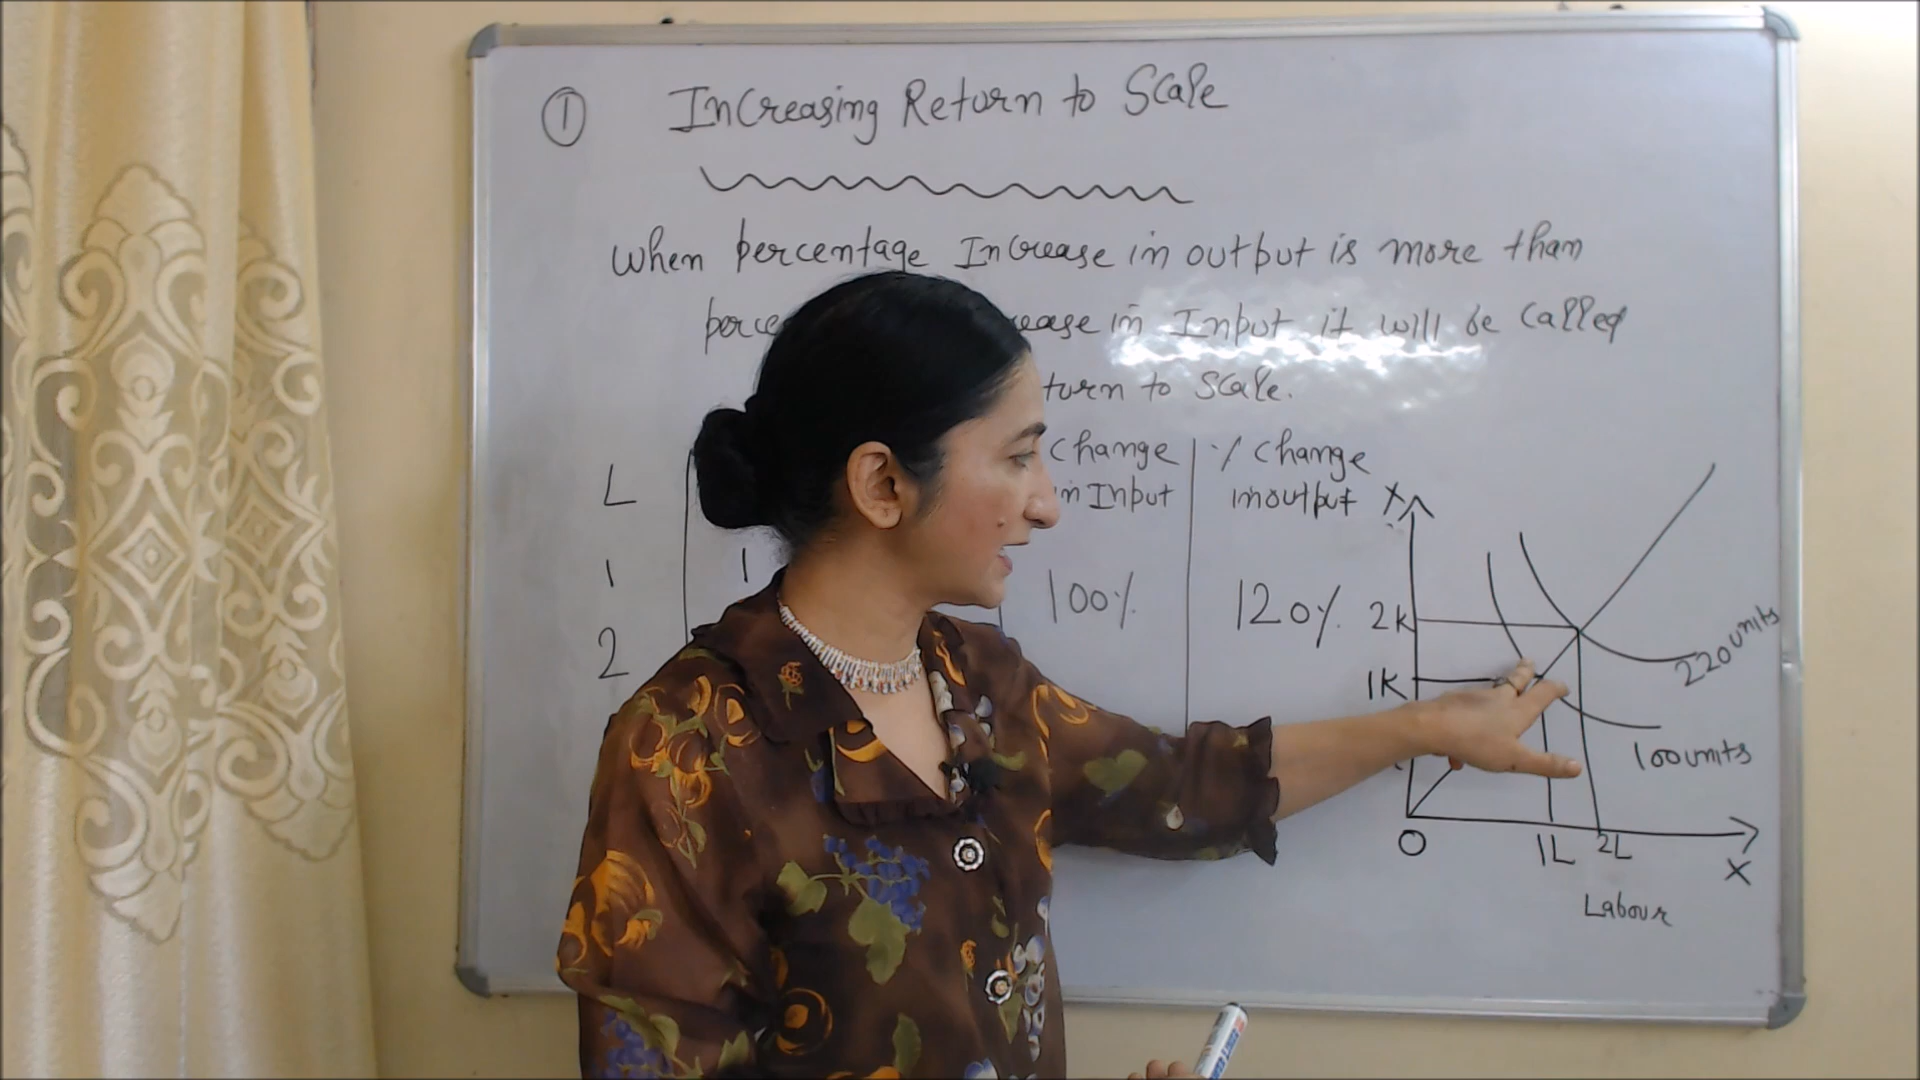 ① Increasing Return to Scale
When percentage Increase in output is more than
in Input it will be called
to Scale.
L Change % Change
in Input in output X
1 1 100% 120% 2K
2 1K
220 units
100 units
O 1L 2L X
Labour